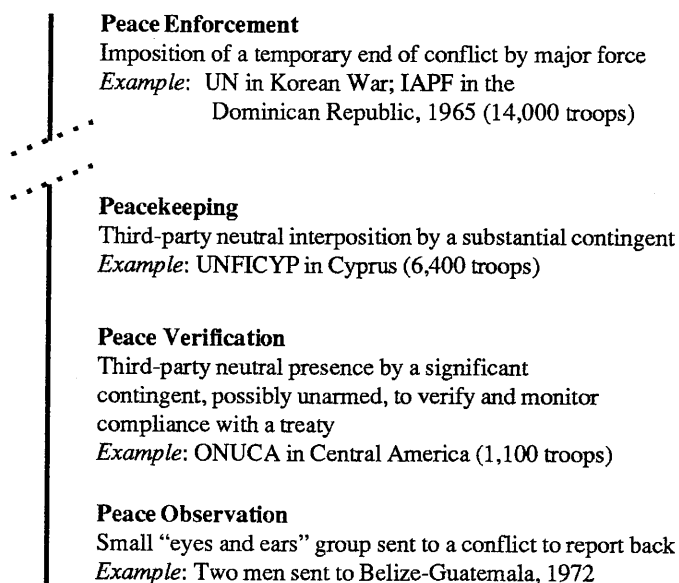 Peace Enforcement
Imposition of a temporary end of conflict by major force
Example: UN in Korean War; IAPF in the
Dominican Republic, 1965 (14,000 troops)
Peacekeeping
Third-party neutral interposition by a substantial contingent
Example: UNFICYP in Cyprus (6,400 troops)
Peace Verification
Third-party neutral presence by a significant
contingent, possibly unarmed, to verify and monitor
compliance with a treaty
Example: ONUCA in Central America (1,100 troops)
Peace Observation
Small “eyes and ears” group sent to a conflict to report back
Example: Two men sent to Belize-Guatemala, 1972